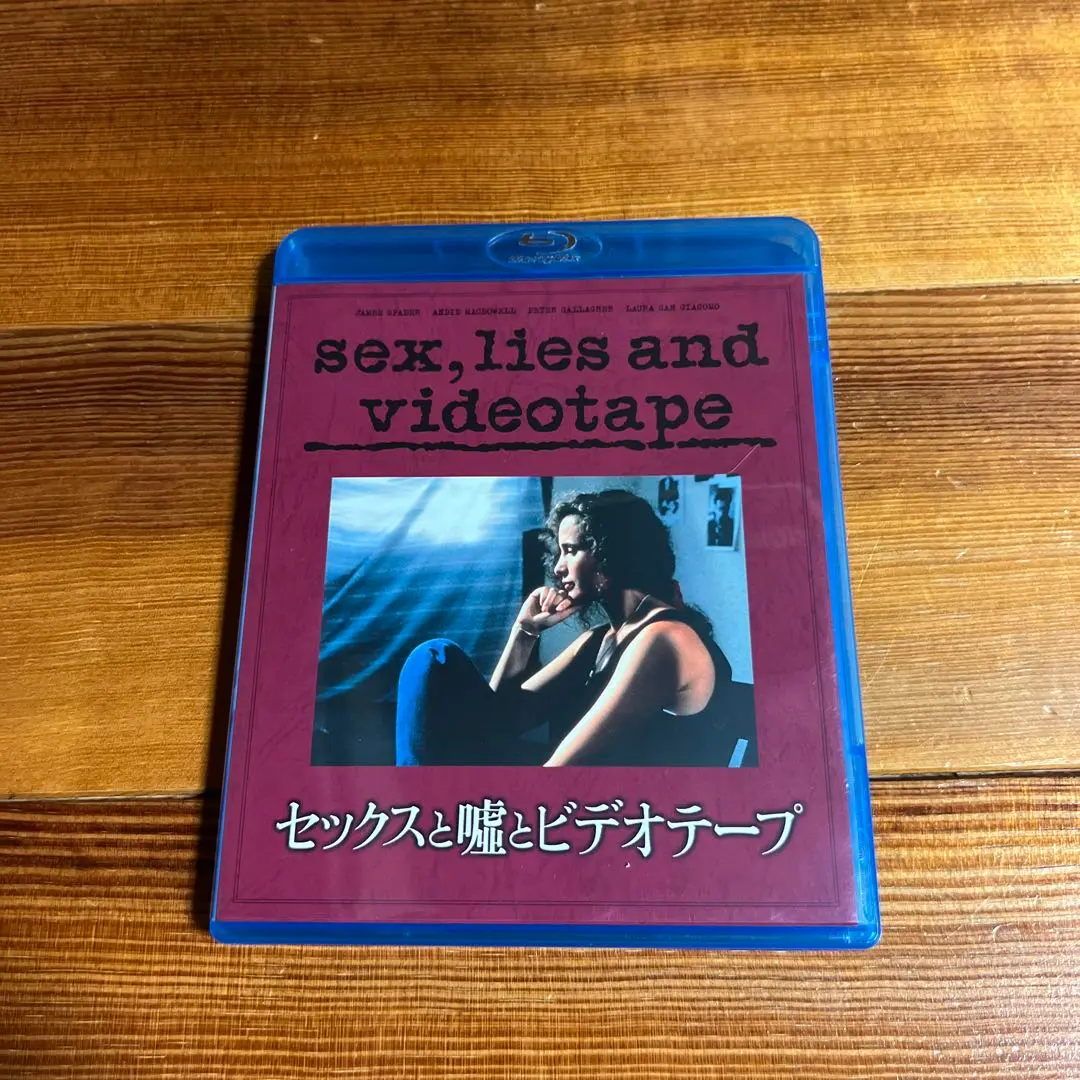 JAMES SPADER ANDIE MACDOWELL PETER GALLAGHER LAURA SAN GIACOMO
sex, lies and
videotape
セックスと嘘とビデオテープ